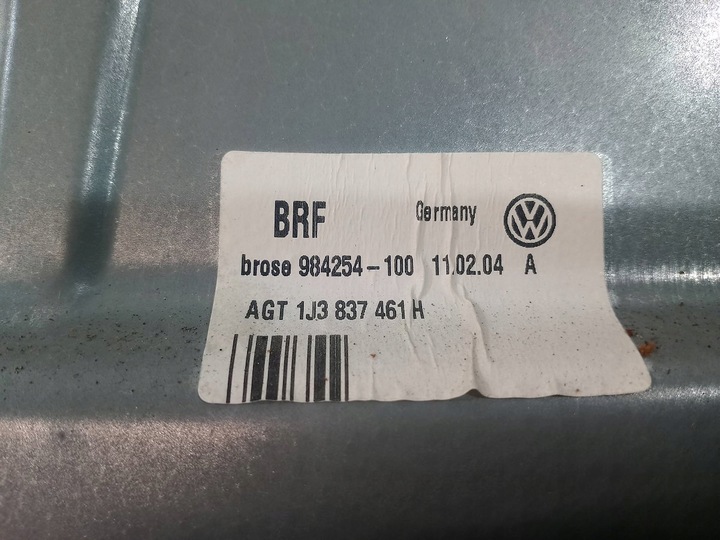 BRF Germany
brose 984254-100 11.02.04 A
AGT 1J3 837 461 H